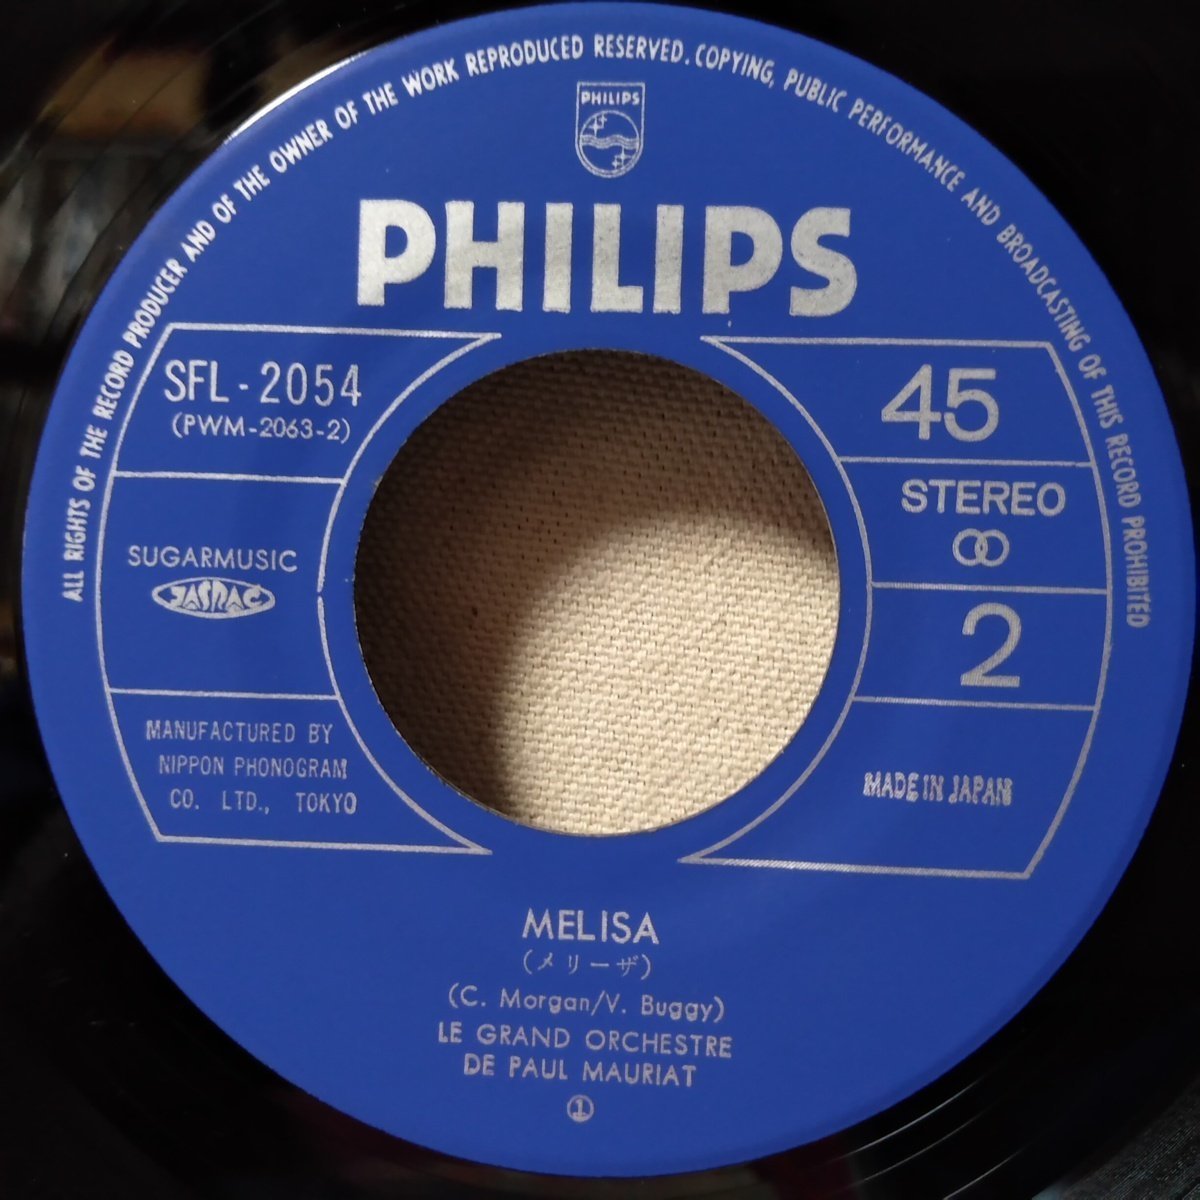 ALL RIGHTS OF THE RECORD PRODUCER AND OF THE OWNER OF THE WORK REPRODUCED RESERVED. COPYING, PUBLIC PERFORMANCE AND BROADCASTING OF THIS RECORD PROHIBITED
PHILIPS
PHILIPS
SFL-2054
(PWM-2063-2)
SUGARMUSIC
JASRAC
MANUFACTURED BY
NIPPON PHONOGRAM
CO. LTD., TOKYO
45
STEREO
2
MADE IN JAPAN
MELISA
(メリーザ)
(C. Morgan/V. Buggy)
LE GRAND ORCHESTRE
DE PAUL MAURIAT
①